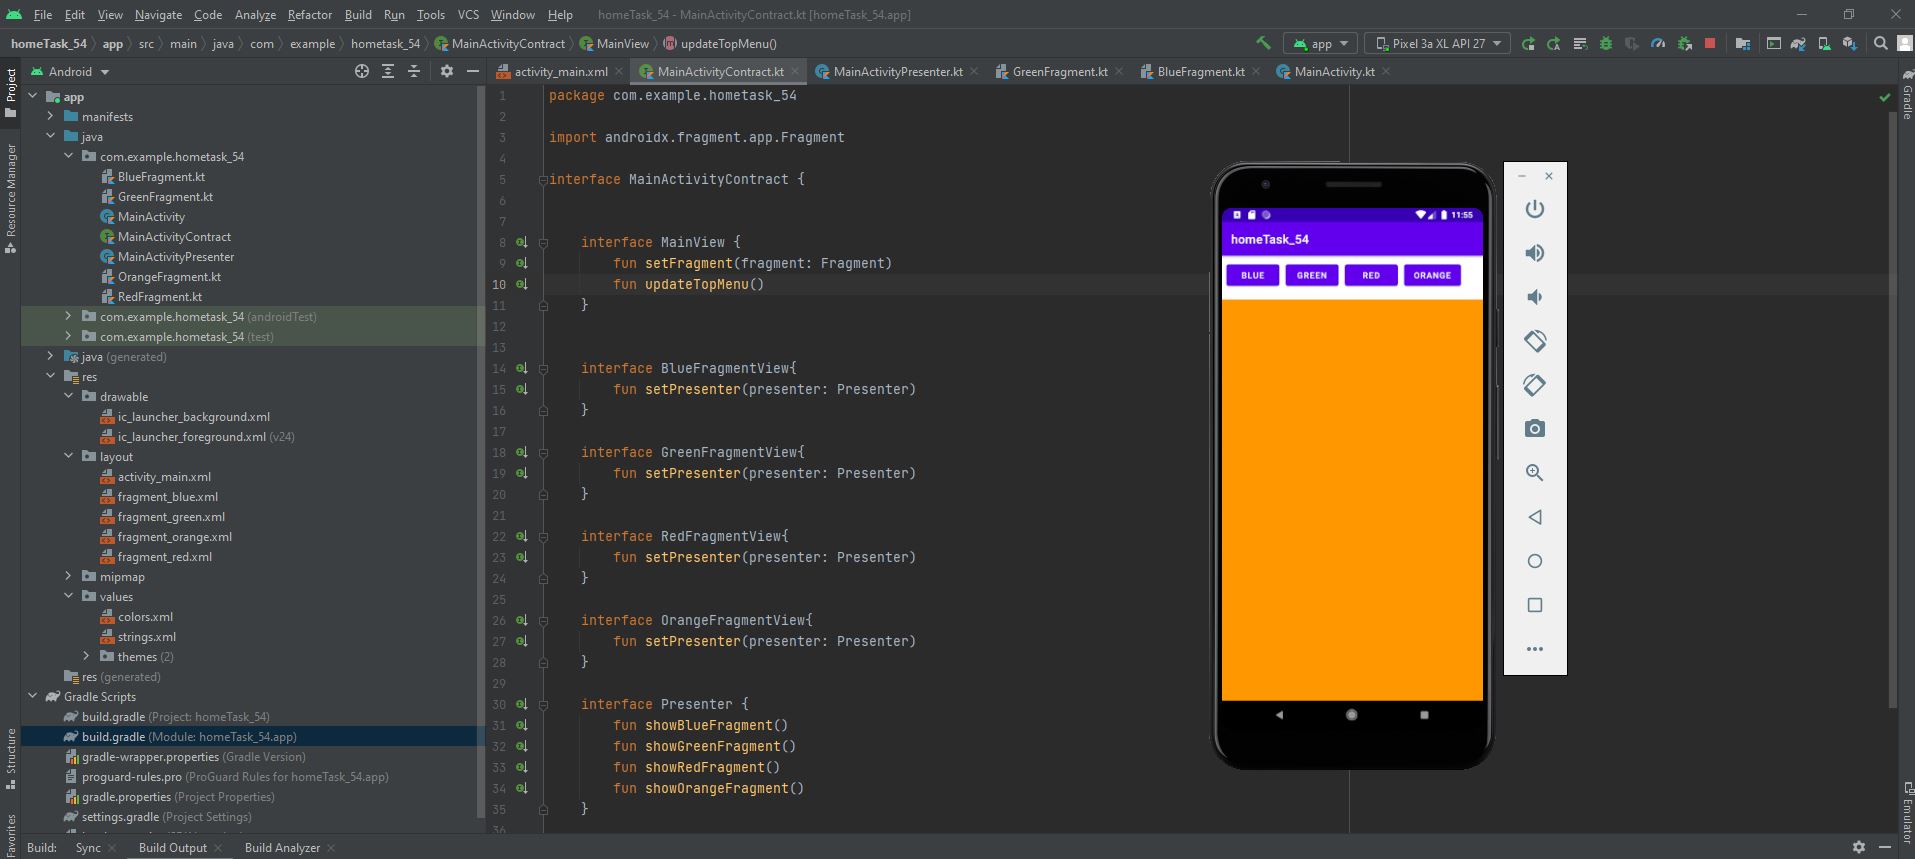 File Edit View Navigate Code Analyze Refactor Build Run Tools VCS Window Help homeTask_54 - MainActivityContract.kt [homeTask_54.app]
homeTask_54 app src main java com example hometask_54 MainActivityContract MainView updateTopMenu() app Pixel 3a XL API 27
Android activity_main.xml MainActivityContract.kt MainActivityPresenter.kt GreenFragment.kt BlueFragment.kt MainActivity.kt
Project
Resource Manager
Structure
Favorites
app
manifests
java
com.example.hometask_54
BlueFragment.kt
GreenFragment.kt
MainActivity
MainActivityContract
MainActivityPresenter
OrangeFragment.kt
RedFragment.kt
com.example.hometask_54 (androidTest)
com.example.hometask_54 (test)
java (generated)
res
drawable
ic_launcher_background.xml
ic_launcher_foreground.xml (v24)
layout
activity_main.xml
fragment_blue.xml
fragment_green.xml
fragment_orange.xml
fragment_red.xml
mipmap
values
colors.xml
strings.xml
themes (2)
res (generated)
Gradle Scripts
build.gradle (Project: homeTask_54)
build.gradle (Module: homeTask_54.app)
gradle-wrapper.properties (Gradle Version)
proguard-rules.pro (ProGuard Rules for homeTask_54.app)
gradle.properties (Project Properties)
settings.gradle (Project Settings)
1 package com.example.hometask_54
2
3 import androidx.fragment.app.Fragment
4
5 interface MainActivityContract {
6
7
8 interface MainView {
9 fun setFragment(fragment: Fragment)
10 fun updateTopMenu()
11 }
12
13
14 interface BlueFragmentView{
15 fun setPresenter(presenter: Presenter)
16 }
17
18 interface GreenFragmentView{
19 fun setPresenter(presenter: Presenter)
20 }
21
22 interface RedFragmentView{
23 fun setPresenter(presenter: Presenter)
24 }
25
26 interface OrangeFragmentView{
27 fun setPresenter(presenter: Presenter)
28 }
29
30 interface Presenter {
31 fun showBlueFragment()
32 fun showGreenFragment()
33 fun showRedFragment()
34 fun showOrangeFragment()
35 }
36
11:55
homeTask_54
BLUE GREEN RED ORANGE
Gradle
Emulator
Build: Sync Build Output Build Analyzer